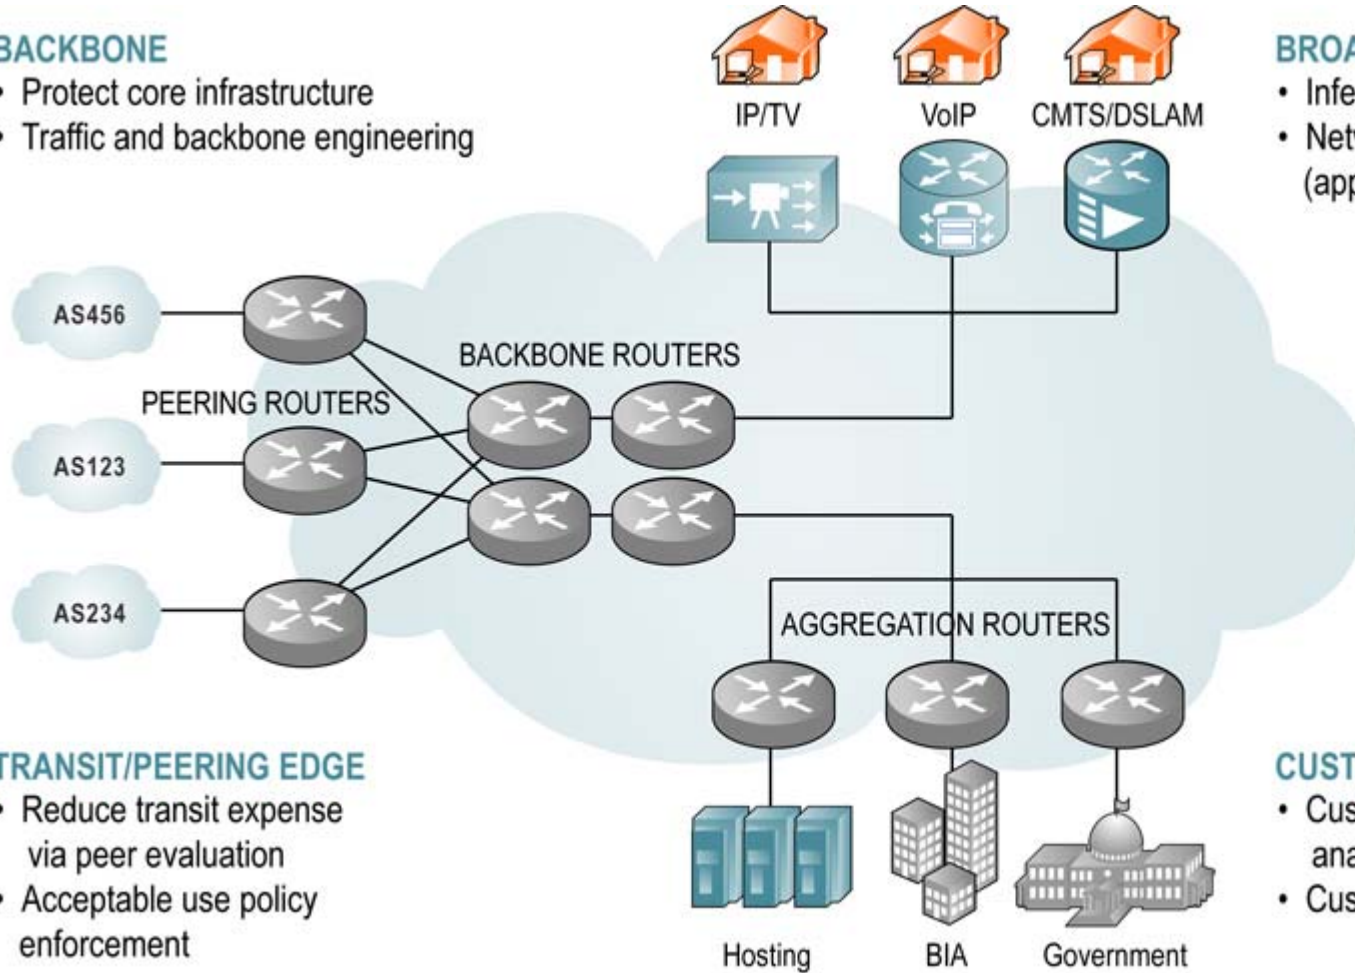 BACKBONE
• Protect core infrastructure
• Traffic and backbone engineering
IP/TV
VoIP
CMTS/DSLAM
AS456
BACKBONE ROUTERS
PEERING ROUTERS
AS123
AS234
AGGREGATION ROUTERS
TRANSIT/PEERING EDGE
• Reduce transit expense
via peer evaluation
• Acceptable use policy
enforcement
Hosting
BIA
Government